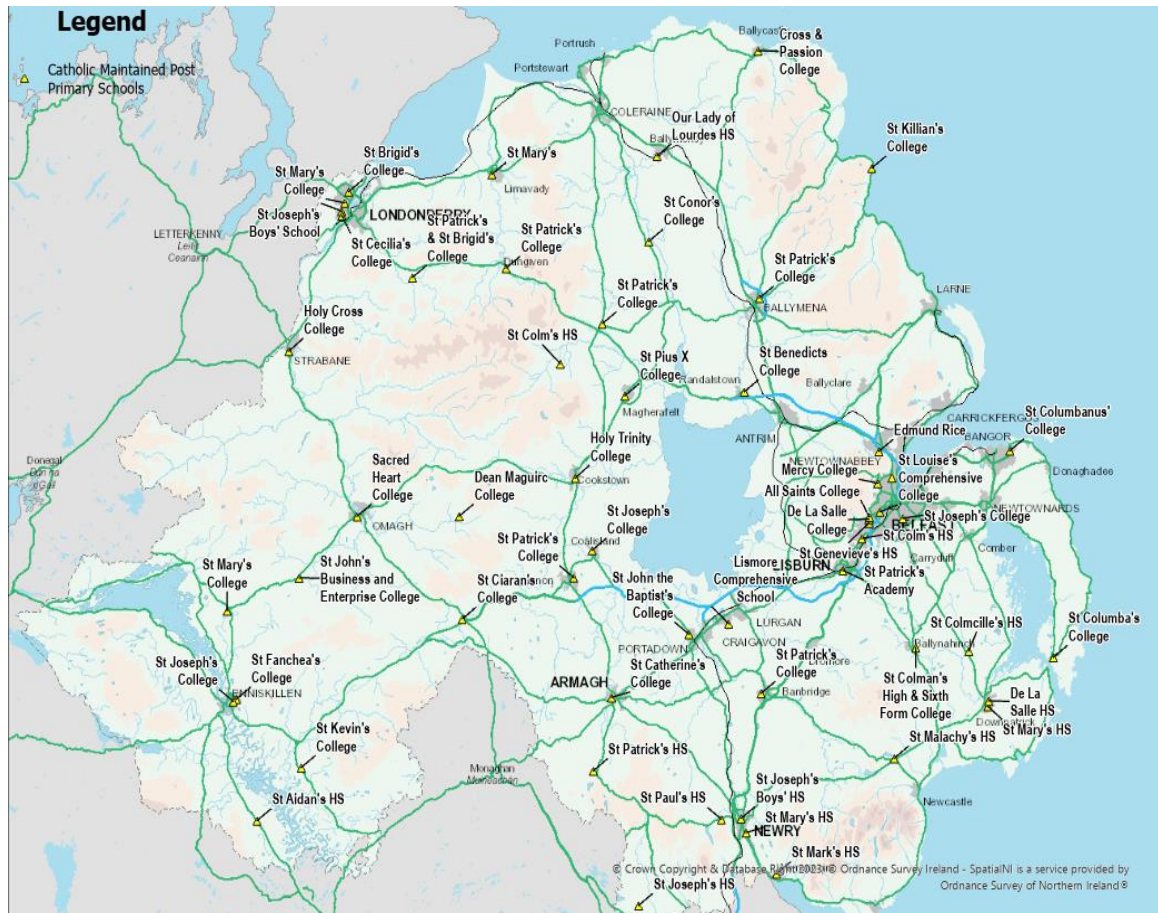 Legend
Catholic Maintained Post
Primary Schools
Portrush
Portstewart
COLERAINE
Cross &
Passion
College
Our Lady of
Lourdes HS
St Killian's
College
St Brigid's
College
St Mary's
College
St Joseph's
Boys' School
St Mary's
Limavady
LETTERKENNY
Leitir
Ceanainn
St Cecilia's
College
St Patrick's
& St Brigid's
College
St Patrick's
College
Dungiven
St Conor's
College
St Patrick's
College
St Patrick's
College
BALLYMENA
LARNE
Holy Cross
College
STRABANE
St Colm's HS
St Pius X
College
Magherafelt
Randalstown
St Benedicts
College
Ballyclare
ANTRIM
CARRICKFERGUS
BANGOR
St Columbanus'
College
Donaghadee
Edmund Rice
NEWTOWNABBEY
Mercy College
St Louise's
Comprehensive
College
All Saints College
De La Salle
College
St Joseph's College
NEWTOWNARDS
BELFAST
St Colm's HS
Comber
Carryduff
St Genevieve's HS
St Patrick's
Academy
Lismore
Comprehensive
School
LURGAN
CRAIGAVON
Donegal
Sacred
Heart
College
OMAGH
Dean Maguirc
College
Holy Trinity
College
Cookstown
St Joseph's
College
Coalisland
St Patrick's
College
St Mary's
College
St John's
Business and
Enterprise College
St Ciaran's
College
St John the
Baptist's
College
PORTADOWN
St Colmcille's HS
St Columba's
College
Ballynahinch
St Joseph's
College
St Fanchea's
College
ENNISKILLEN
ARMAGH
St Catherine's
College
St Patrick's
College
Banbridge
Dromore
St Colman's
High & Sixth
Form College
De La
Salle HS
Downpatrick
St Mary's HS
St Malachy's HS
St Kevin's
College
Monaghan
Muineachán
St Patrick's HS
St Aidan's HS
St Paul's HS
St Joseph's
Boys' HS
St Mary's HS
NEWRY
Newcastle
St Mark's HS
St Joseph's HS
© Crown Copyright & Database Right 2023 © Ordnance Survey Ireland - SpatialNI is a service provided by
Ordnance Survey of Northern Ireland ®